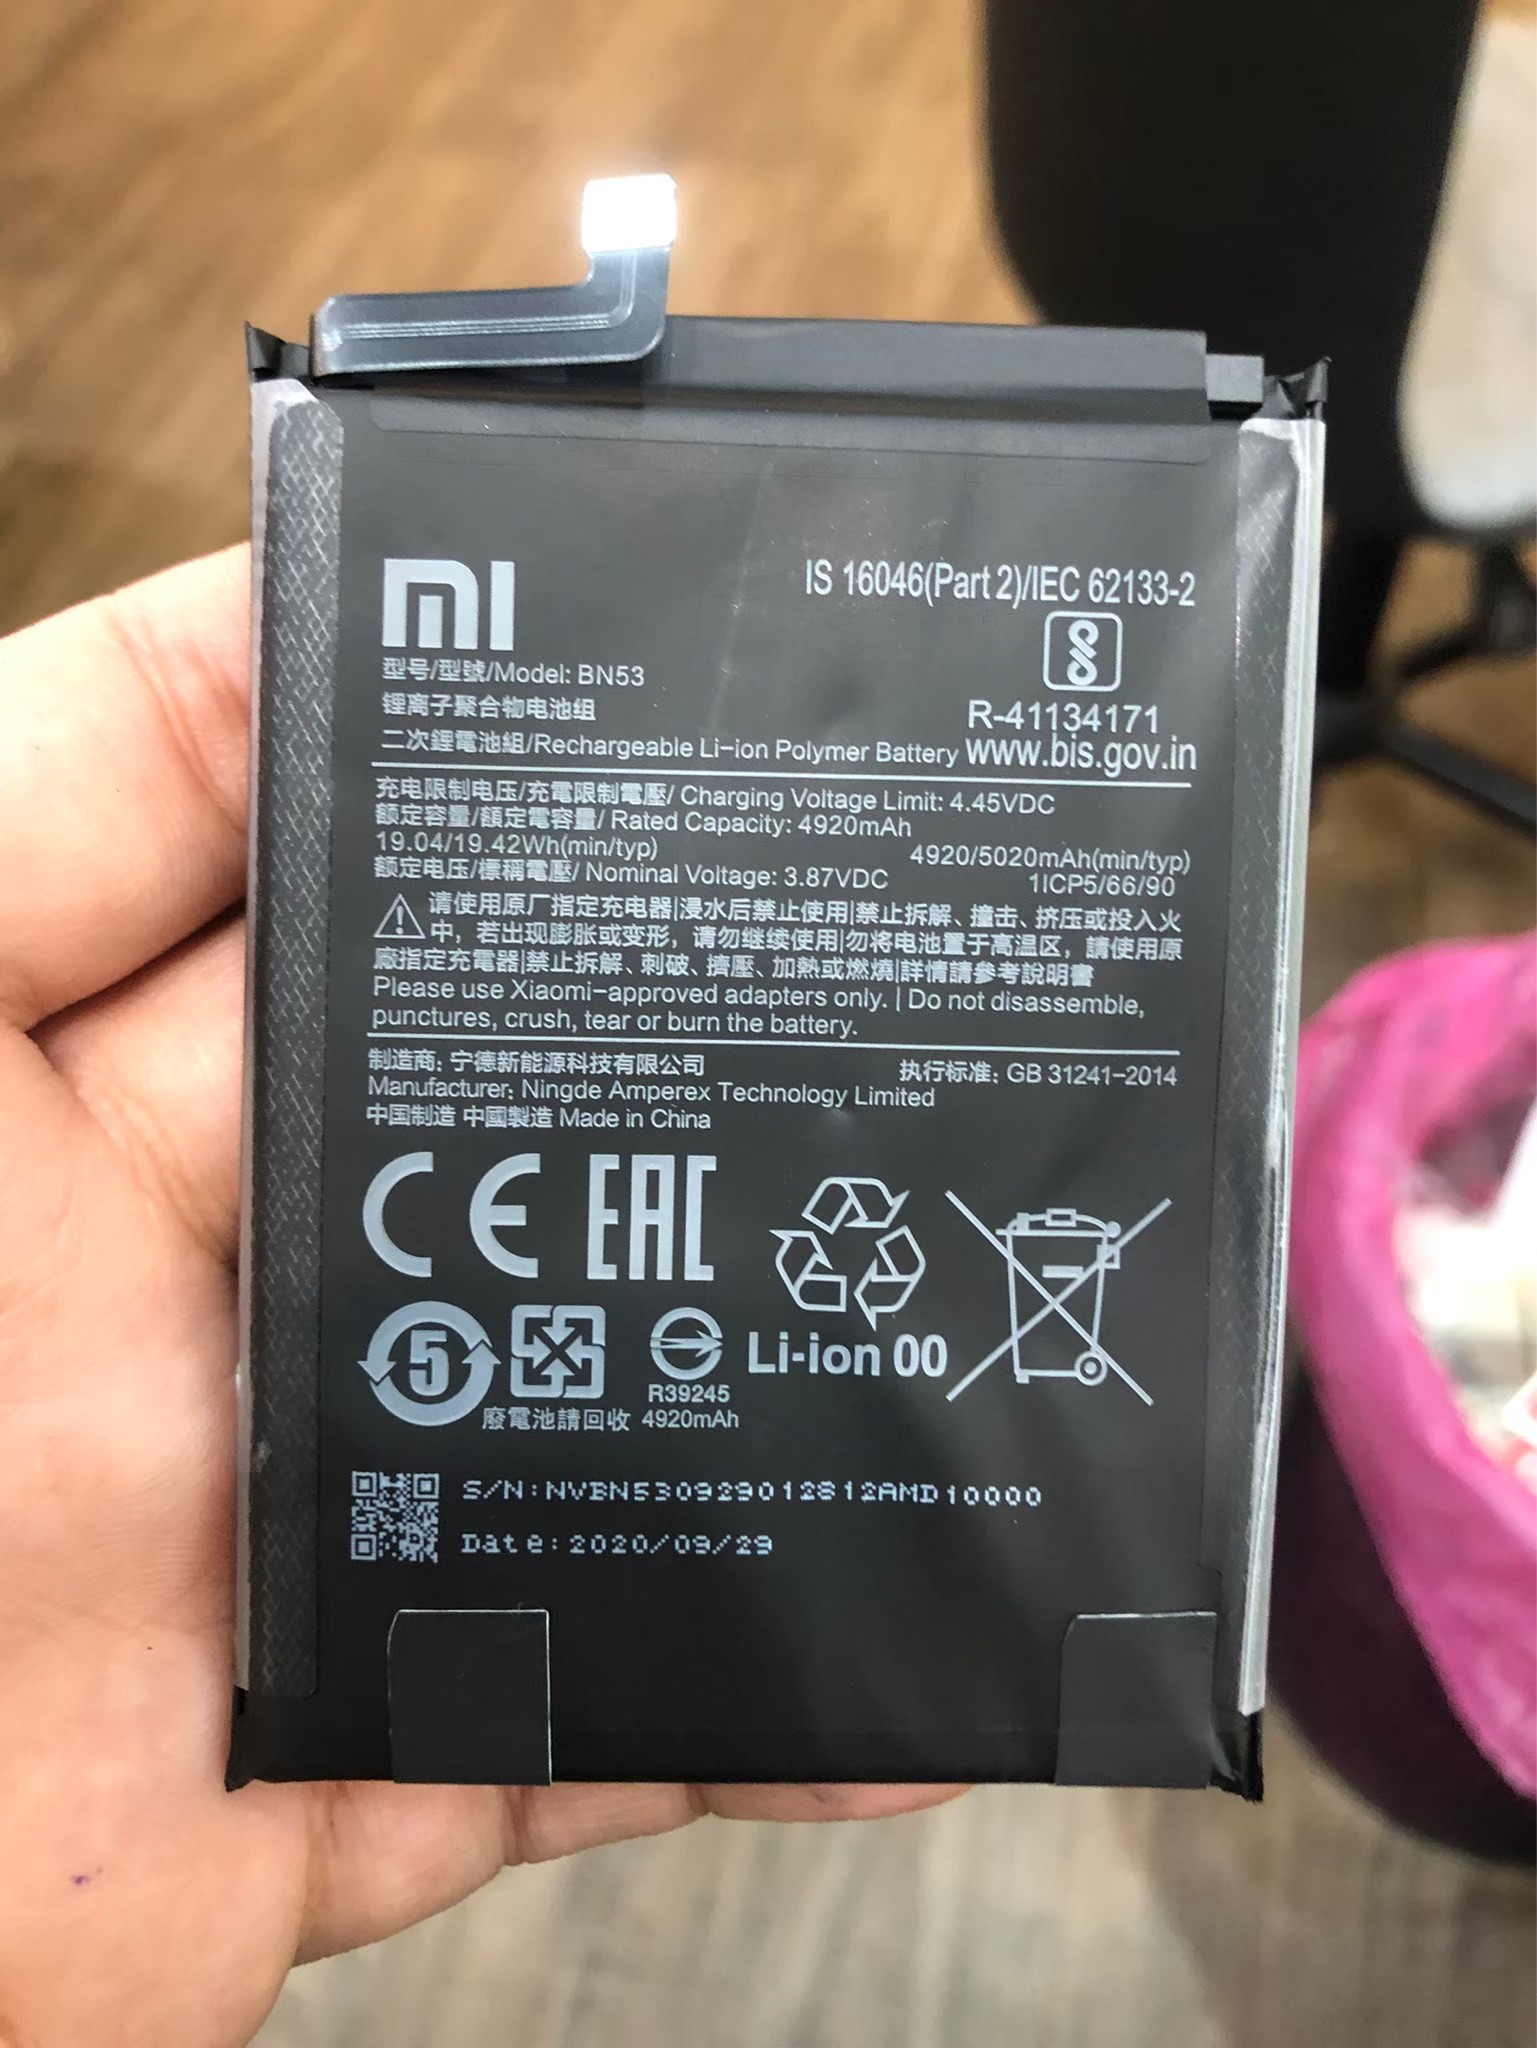 MI
IS 16046(Part 2)/IEC 62133-2
型号/型號/Model: BN53
锂离子聚合物电池组
R-41134171
二次鋰電池組/Rechargeable Li-ion Polymer Battery www.bis.gov.in
充电限制电压/充電限制電壓/ Charging Voltage Limit: 4.45VDC
额定容量/額定電容量/ Rated Capacity: 4920mAh
19.04/19.42Wh(min/typ) 4920/5020mAh(min/typ)
额定电压/標稱電壓/ Nominal Voltage: 3.87VDC 1ICP5/66/90
请使用原厂指定充电器|浸水后禁止使用|禁止拆解、撞击、挤压或投入火
中，若出现膨胀或变形，请勿继续使用|勿将电池置于高温区，請使用原
廠指定充電器|禁止拆解、刺破、擠壓、加熱或燃燒|詳情請參考說明書
Please use Xiaomi-approved adapters only. | Do not disassemble,
punctures, crush, tear or burn the battery.
制造商: 宁德新能源科技有限公司 执行标准: GB 31241-2014
Manufacturer: Ningde Amperex Technology Limited
中国制造 中國製造 Made in China
CE EAC
5
R39245
Li-ion 00
廢電池請回收 4920mAh
S/N:NVBN530929012812AMD10000
Date:2020/09/29